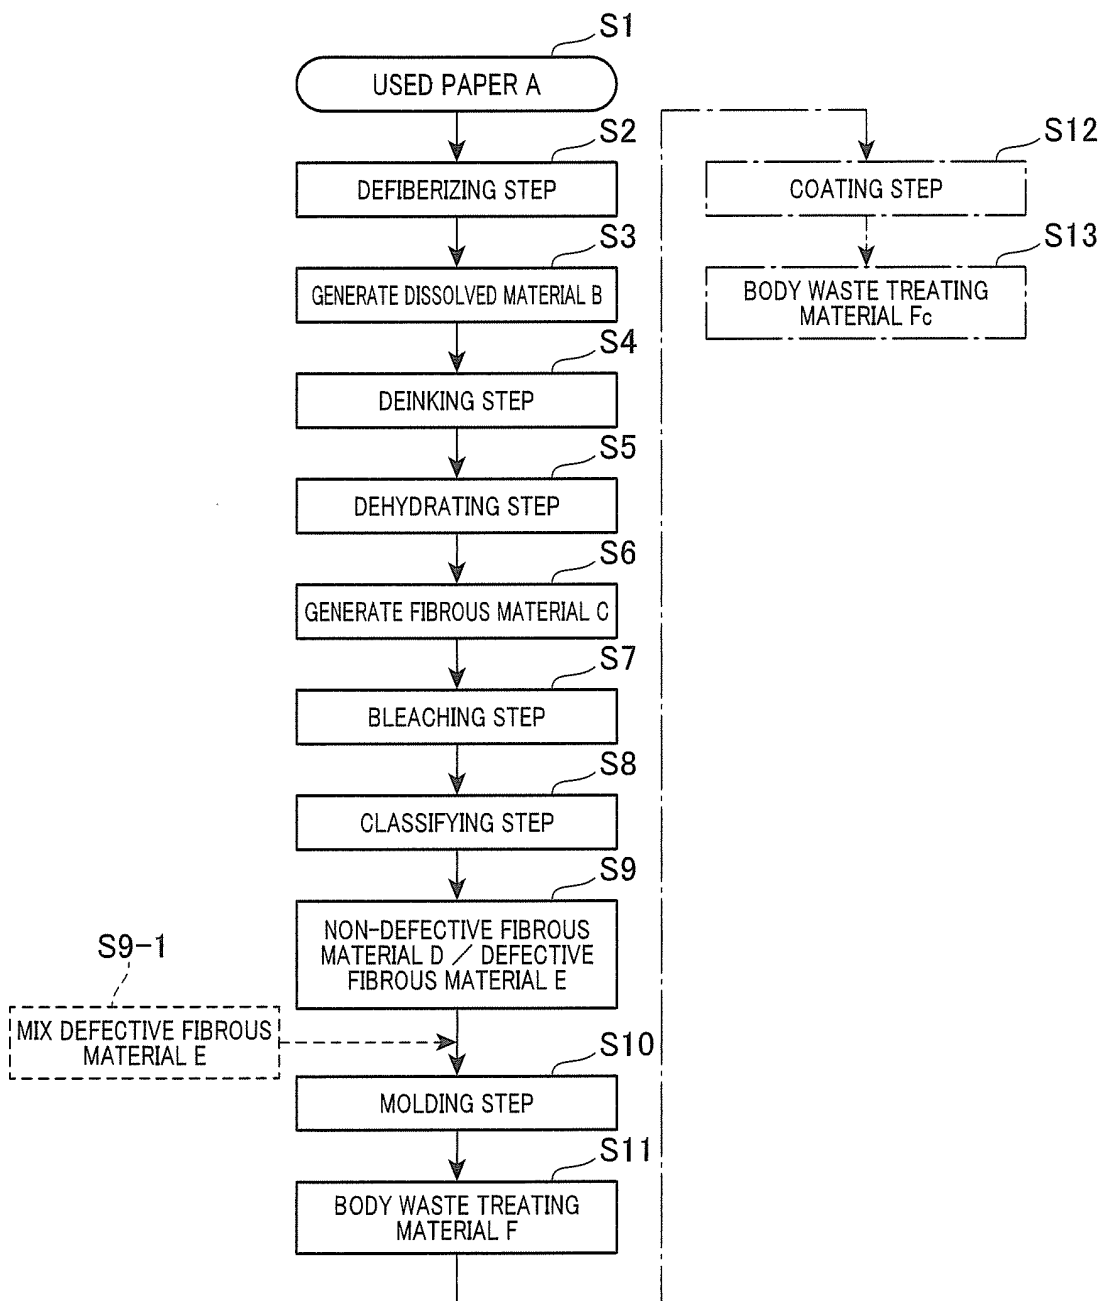 S1
USED PAPER A
S2
DEFIBERIZING STEP
S3
GENERATE DISSOLVED MATERIAL B
S4
DEINKING STEP
S5
DEHYDRATING STEP
S6
GENERATE FIBROUS MATERIAL C
S7
BLEACHING STEP
S8
CLASSIFYING STEP
S9
NON-DEFECTIVE FIBROUS
MATERIAL D / DEFECTIVE
FIBROUS MATERIAL E
S9-1
MIX DEFECTIVE FIBROUS
MATERIAL E
S10
MOLDING STEP
S11
BODY WASTE TREATING
MATERIAL F
S12
COATING STEP
S13
BODY WASTE TREATING
MATERIAL Fc